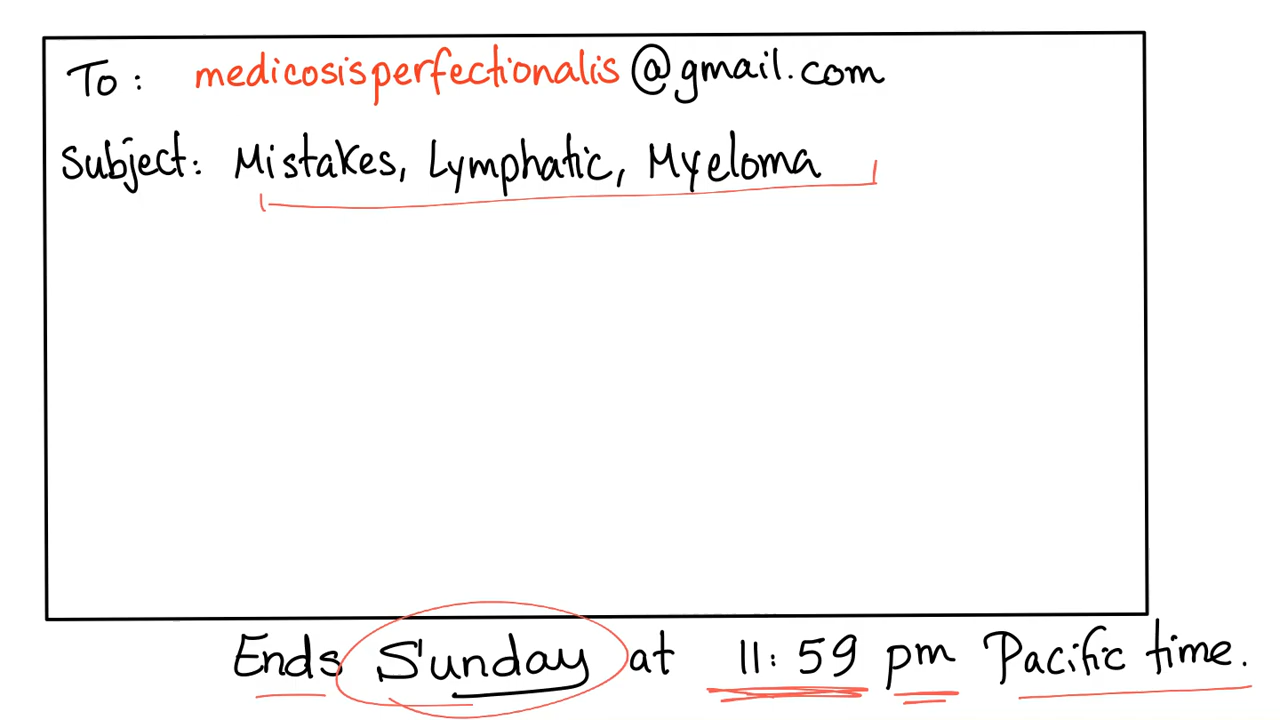 To: medicosisperfectionalis@gmail.com
Subject: Mistakes, Lymphatic, Myeloma
Ends Sunday at 11:59 pm Pacific time.